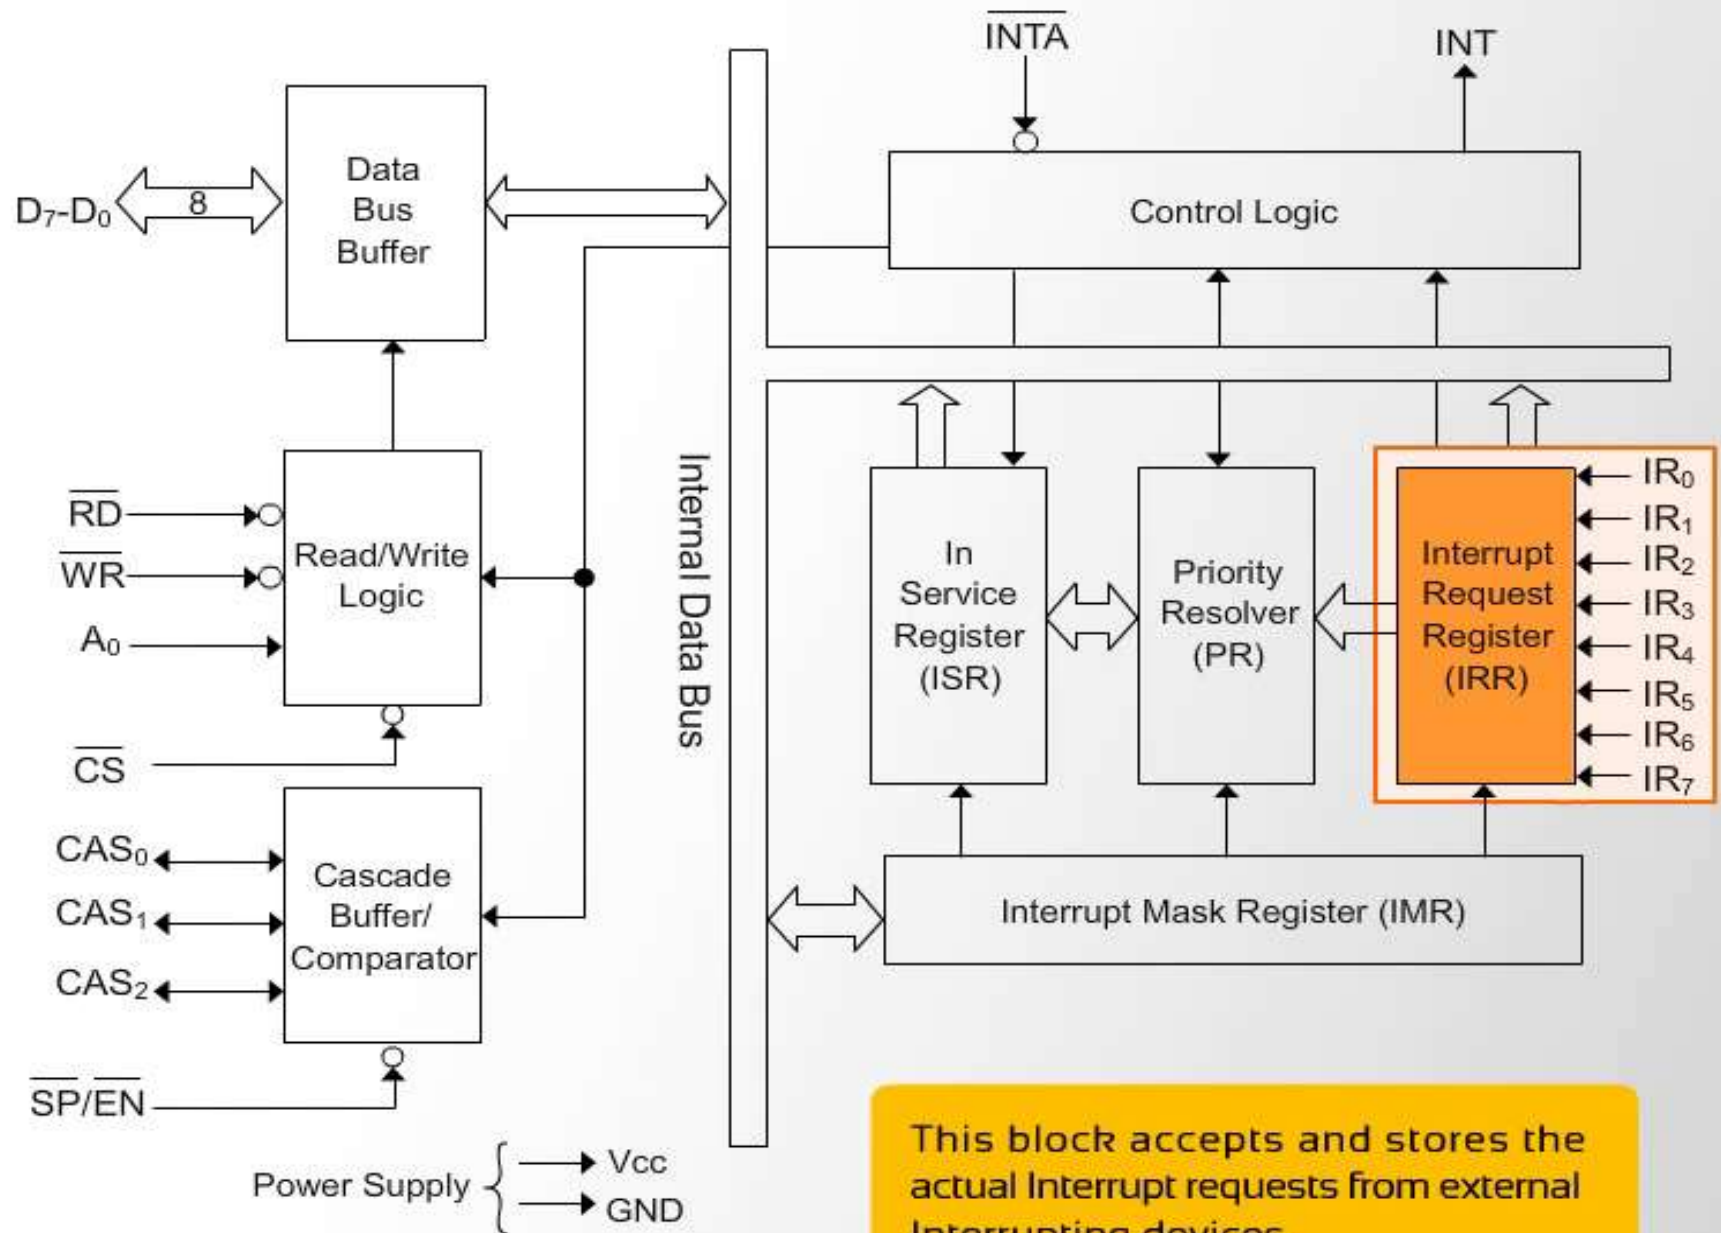 INTA
INT
Data
Bus
Buffer
D7-D0
8
Control Logic
Internal Data Bus
RD
WR
A0
Read/Write
Logic
CS
In
Service
Register
(ISR)
Priority
Resolver
(PR)
Interrupt
Request
Register
(IRR)
IR0
IR1
IR2
IR3
IR4
IR5
IR6
IR7
CAS0
CAS1
CAS2
Cascade
Buffer/
Comparator
Interrupt Mask Register (IMR)
SP/EN
Power Supply
Vcc
GND
This block accepts and stores the
actual Interrupt requests from external
Interrupting devices